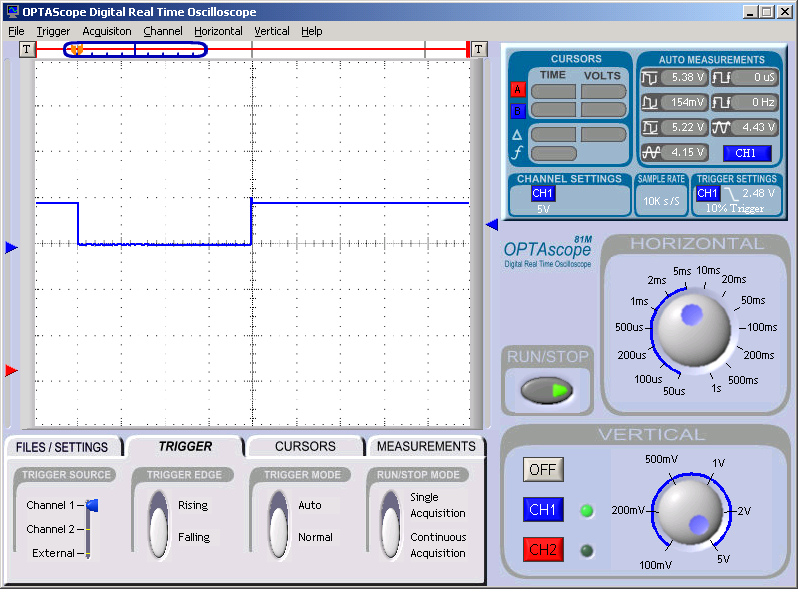 OPTAScope Digital Real Time Oscilloscope
File Trigger Acquisiton Channel Horizontal Vertical Help
T T
CURSORS
TIME VOLTS
A
B
Δ
f
AUTO MEASUREMENTS
5.38 V 0 uS
154mV 0 Hz
5.22 V 4.43 V
4.15 V CH1
CHANNEL SETTINGS
CH1
5V
SAMPLE RATE
10K s/S
TRIGGER SETTINGS
CH1 2.48 V
10% Trigger
81M
OPTAscope
Digital Real Time Oscilloscope
HORIZONTAL
50us 100us 200us 500us 1ms 2ms 5ms 10ms 20ms 50ms 100ms 200ms 500ms 1s
RUN/STOP
VERTICAL
OFF
CH1
CH2
100mV 200mV 500mV 1V 2V 5V
FILES / SETTINGS TRIGGER CURSORS MEASUREMENTS
TRIGGER SOURCE
Channel 1
Channel 2
External
TRIGGER EDGE
Rising
Falling
TRIGGER MODE
Auto
Normal
RUN/STOP MODE
Single
Acquisition
Continuous
Acquisition